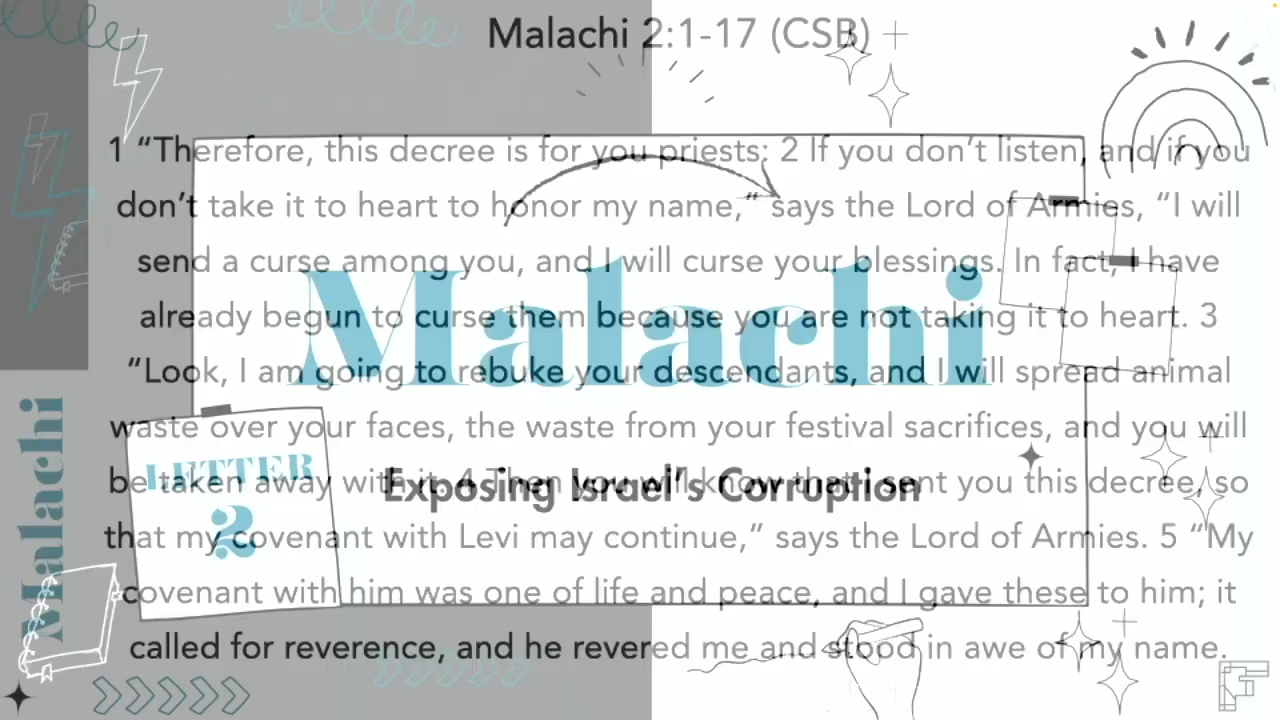 Malachi 2:1-17 (CSB)
1 “Therefore, this decree is for you priests: 2 If you don’t listen, and if you
don’t take it to heart to honor my name,” says the Lord of Armies, “I will
send a curse among you, and I will curse your blessings. In fact, I have
already begun to curse them because you are not taking it to heart. 3
“Look, I am going to rebuke your descendants, and I will spread animal
waste over your faces, the waste from your festival sacrifices, and you will
be taken away with it. 4 Then you will know that I sent you this decree, so
that my covenant with Levi may continue,” says the Lord of Armies. 5 “My
covenant with him was one of life and peace, and I gave these to him; it
called for reverence, and he revered me and stood in awe of my name.
Malachi
Exposing Israel’s Corruption
LETTER
2
Malachi